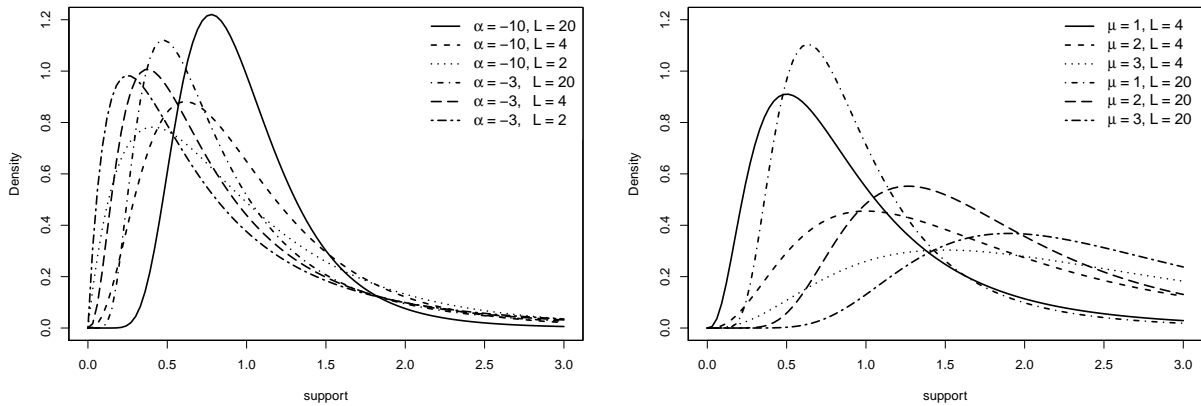 1.2
1.0
0.8
0.6
0.4
0.2
0.0
Density
0.0 0.5 1.0 1.5 2.0 2.5 3.0
support
α = −10, L = 20
α = −10, L = 4
α = −10, L = 2
α = −3, L = 20
α = −3, L = 4
α = −3, L = 2
1.2
1.0
0.8
0.6
0.4
0.2
0.0
Density
0.0 0.5 1.0 1.5 2.0 2.5 3.0
support
μ = 1, L = 4
μ = 2, L = 4
μ = 3, L = 4
μ = 1, L = 20
μ = 2, L = 20
μ = 3, L = 20